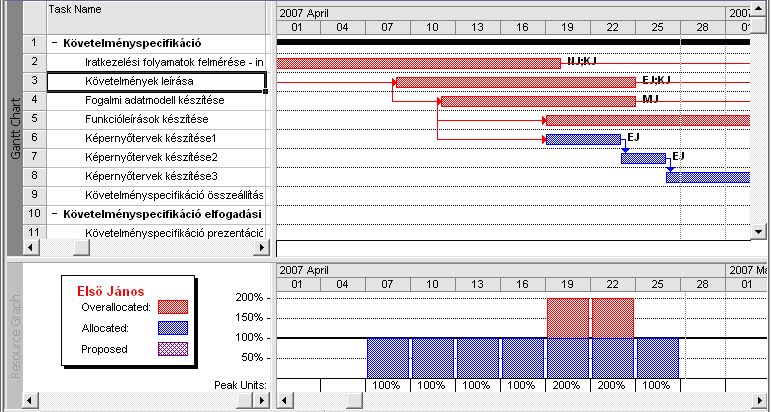 Task Name
2007 April
2007
01 04 07 10 13 16 19 22 25 28 01
Gantt Chart
1 − Követelményspecifikáció
2 Iratkezelési folyamatok felmérése - in
NJ;KJ
3 Követelmények leírása
EJ;KJ
4 Fogalmi adatmodell készítése
MJ
5 Funkcióleírások készítése
6 Képernyőtervek készítése1
EJ
7 Képernyőtervek készítése2
EJ
8 Képernyőtervek készítése3
9 Követelményspecifikáció összeállítás
10 − Követelményspecifikáció elfogadási
11 Követelményspecifikáció prezentáció
Resource Graph
2007 April
2007 Ma
01 04 07 10 13 16 19 22 25 28 01
Első János
Overallocated:
Allocated:
Proposed
200%
150%
100%
50%
Peak Units:
100% 100% 100% 100% 200% 200% 100%